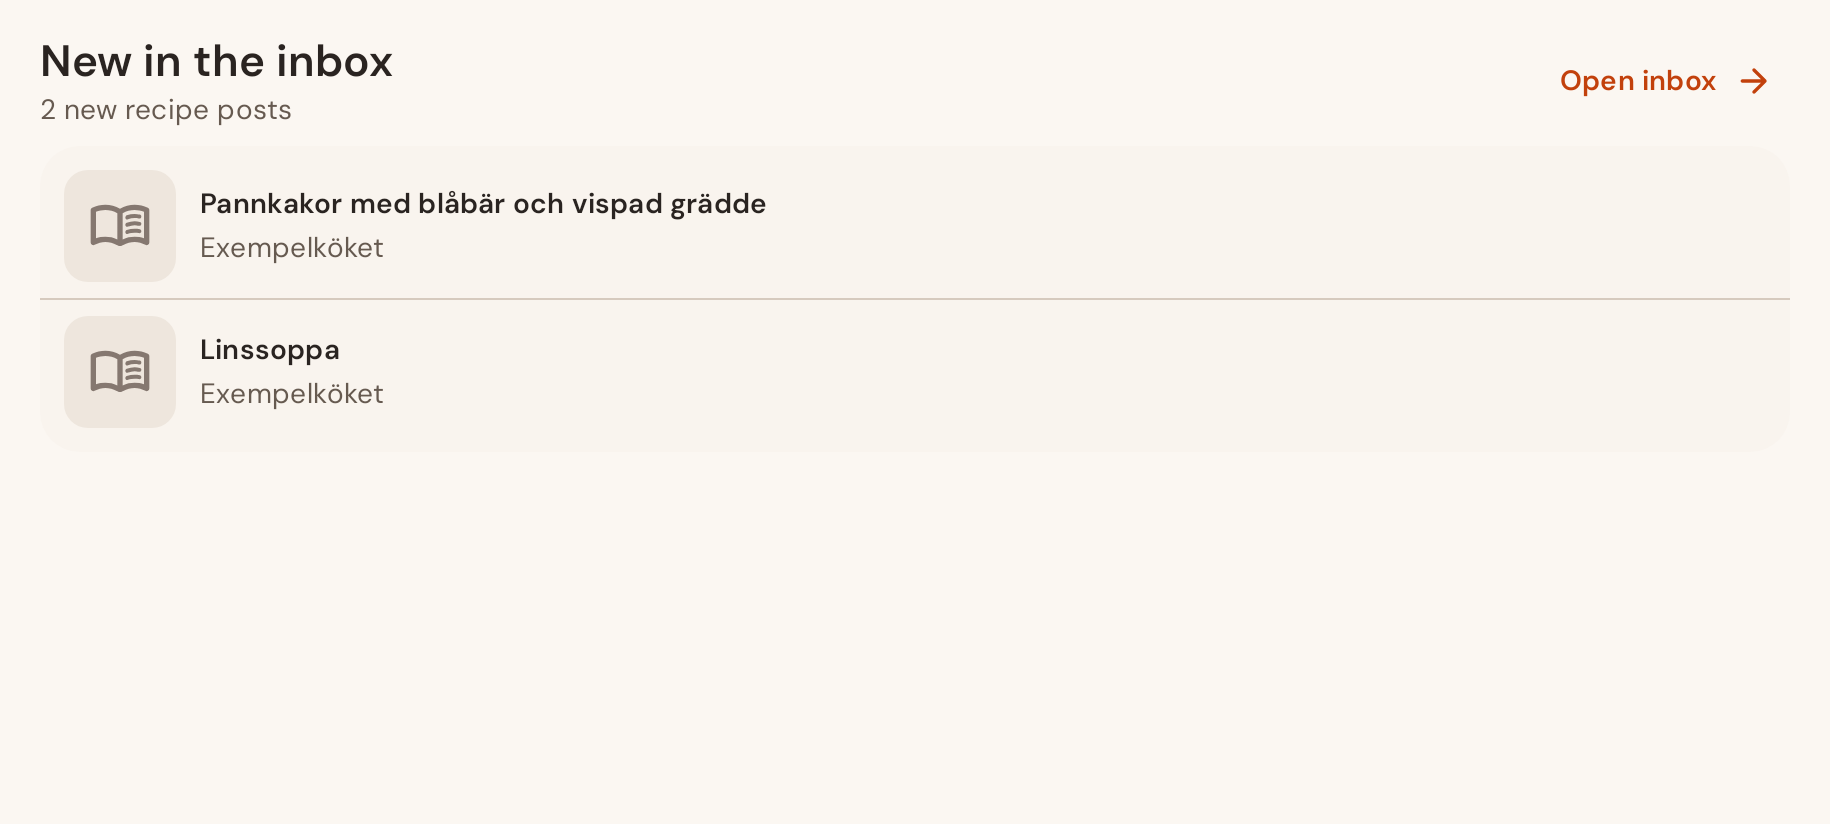 New in the inbox
2 new recipe posts
Open inbox
Pannkakor med blåbär och vispad grädde
Exempelköket
Linssoppa
Exempelköket